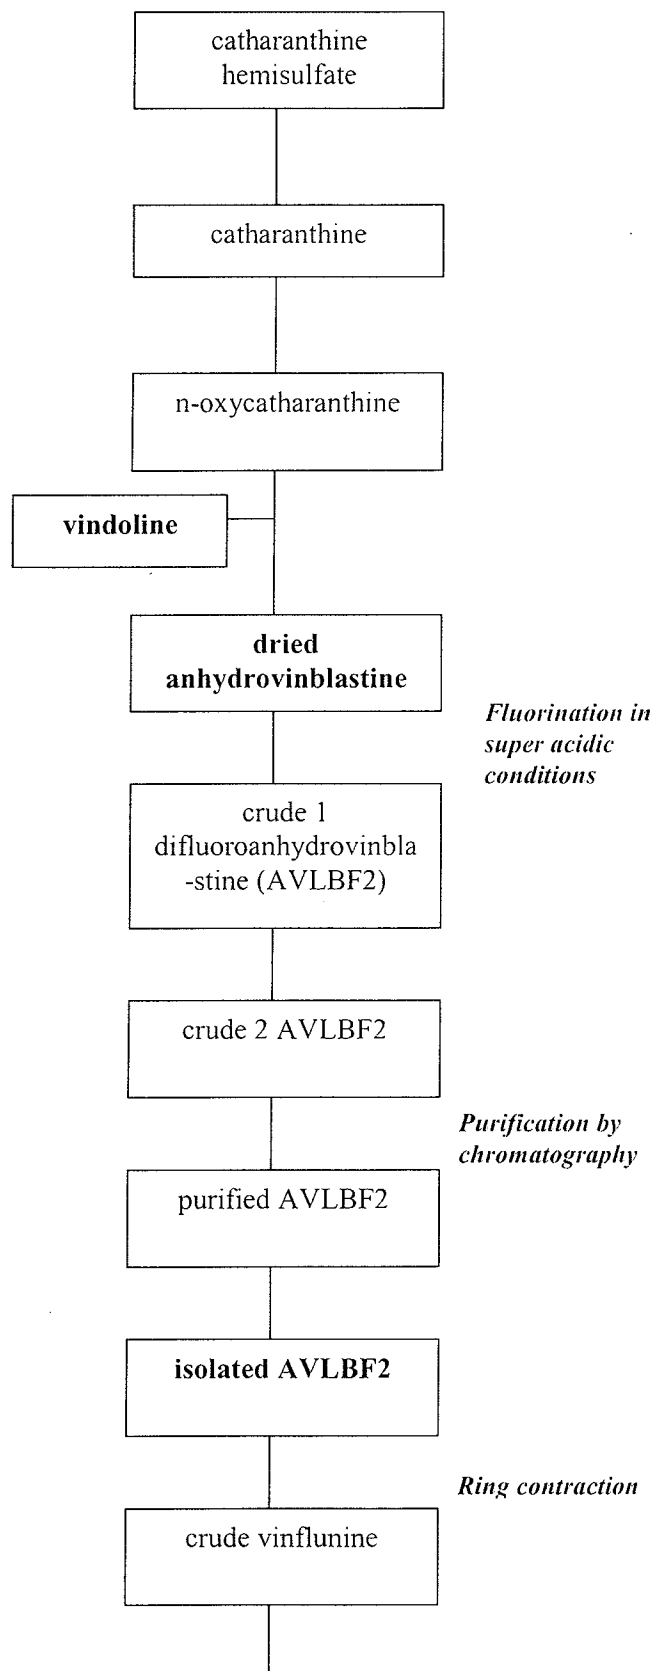 catharanthine
hemisulfate
catharanthine
n-oxycatharanthine
vindoline
dried
anhydrovinblastine
Fluorination in
super acidic
conditions
crude 1
difluoroanhydrovinbla
-stine (AVLBF2)
crude 2 AVLBF2
Purification by
chromatography
purified AVLBF2
isolated AVLBF2
Ring contraction
crude vinflunine